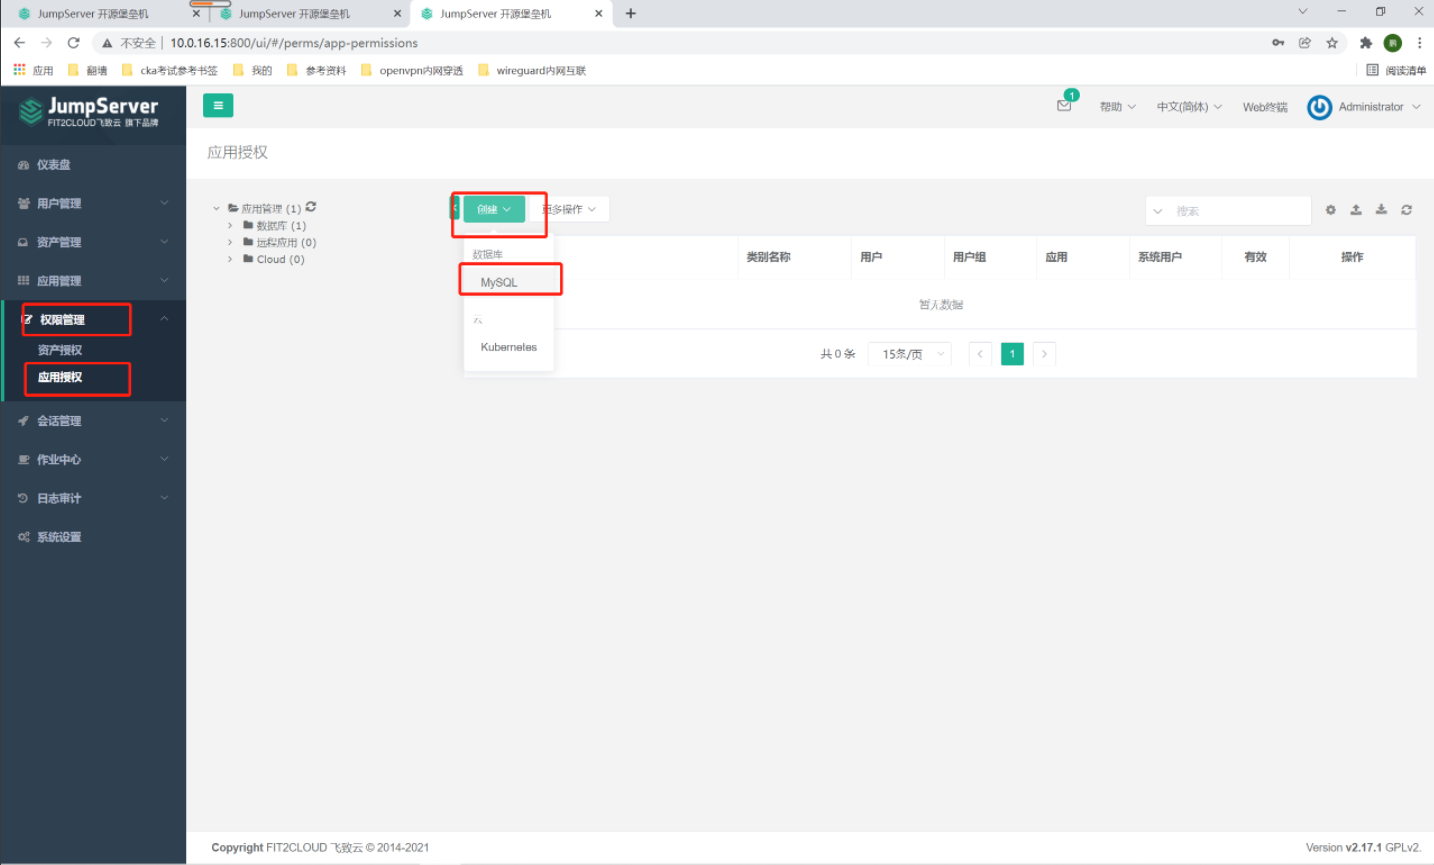 JumpServer 开源堡垒机
JumpServer 开源堡垒机
JumpServer 开源堡垒机
不安全 | 10.0.16.15:800/ui/#/perms/app-permissions
应用 翻墙 cka考试参考书签 我的 参考资料 openvpn内网穿透 wireguard内网互联 阅读清单
JumpServer
FIT2CLOUD飞致云 旗下品牌
1
帮助 中文(简体) Web终端 Administrator
仪表盘
用户管理
资产管理
应用管理
权限管理
资产授权
应用授权
会话管理
作业中心
日志审计
系统设置
应用授权
应用管理 (1)
数据库 (1)
远程应用 (0)
Cloud (0)
创建 更多操作 搜索
数据库
MySQL
云
Kubernetes
类别名称 用户 用户组 应用 系统用户 有效 操作
暂无数据
共 0 条 15条/页 1
Copyright FIT2CLOUD 飞致云 © 2014-2021
Version v2.17.1 GPLv2.